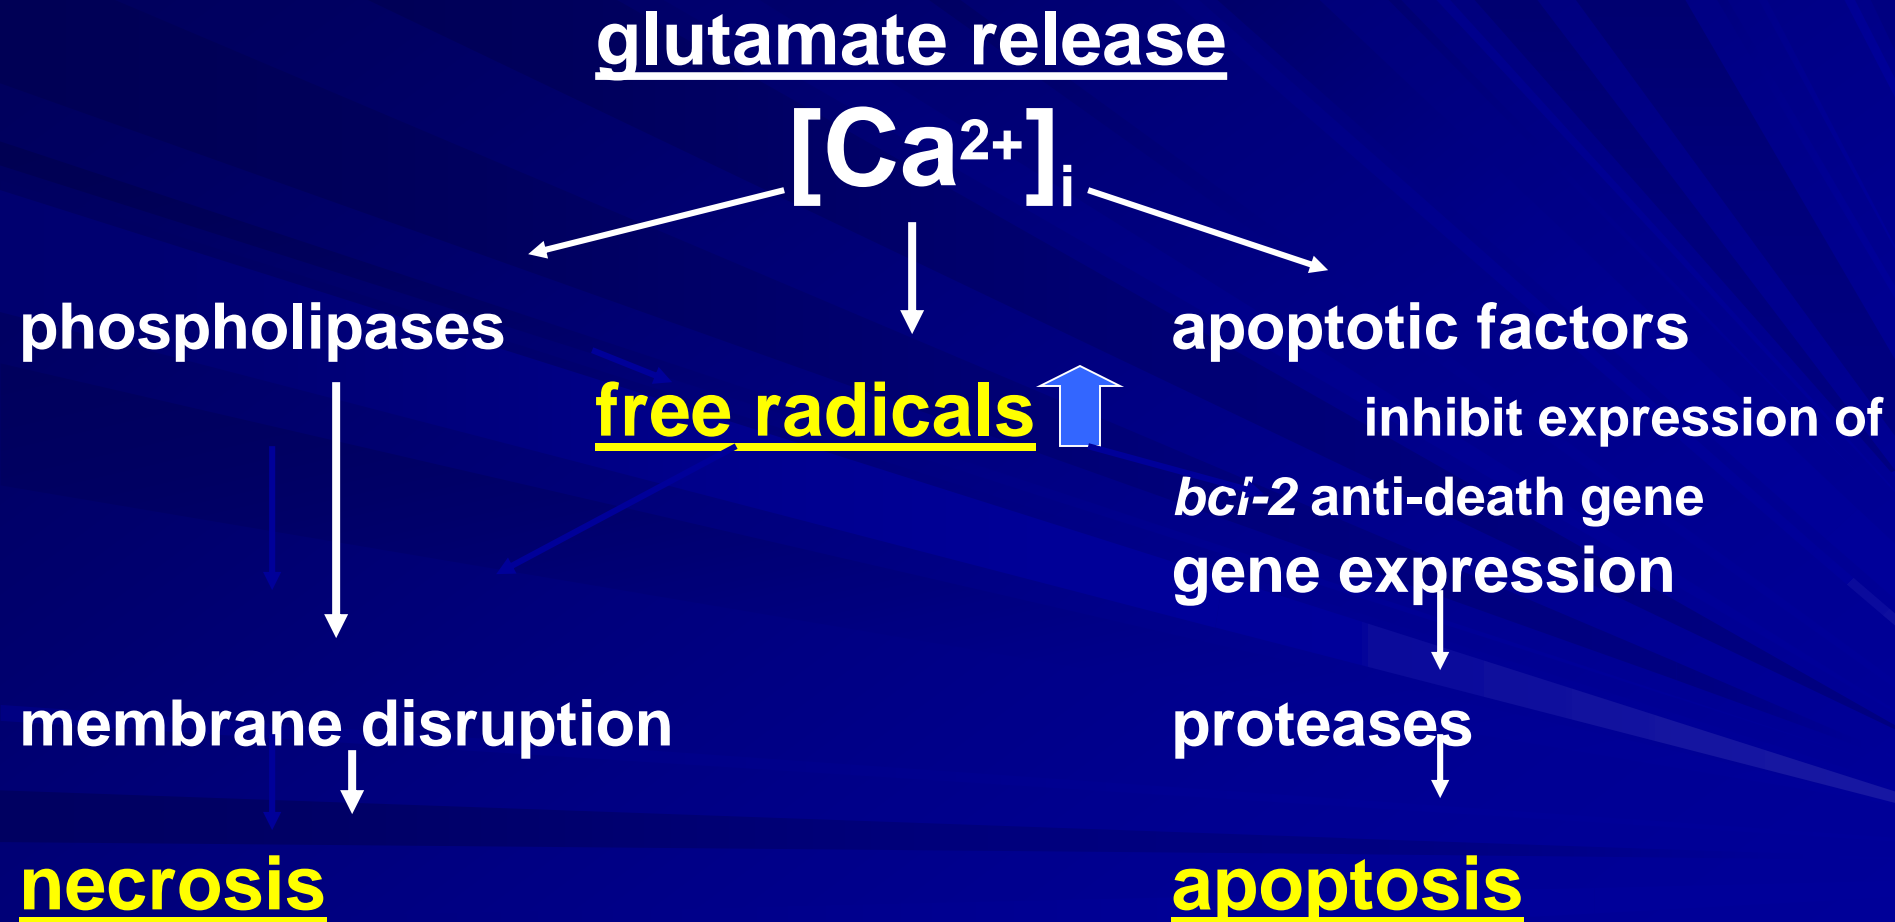 glutamate release
[Ca2+]i
phospholipases
apoptotic factors
free radicals
inhibit expression of
bcl-2 anti-death gene
gene expression
membrane disruption
proteases
necrosis
apoptosis